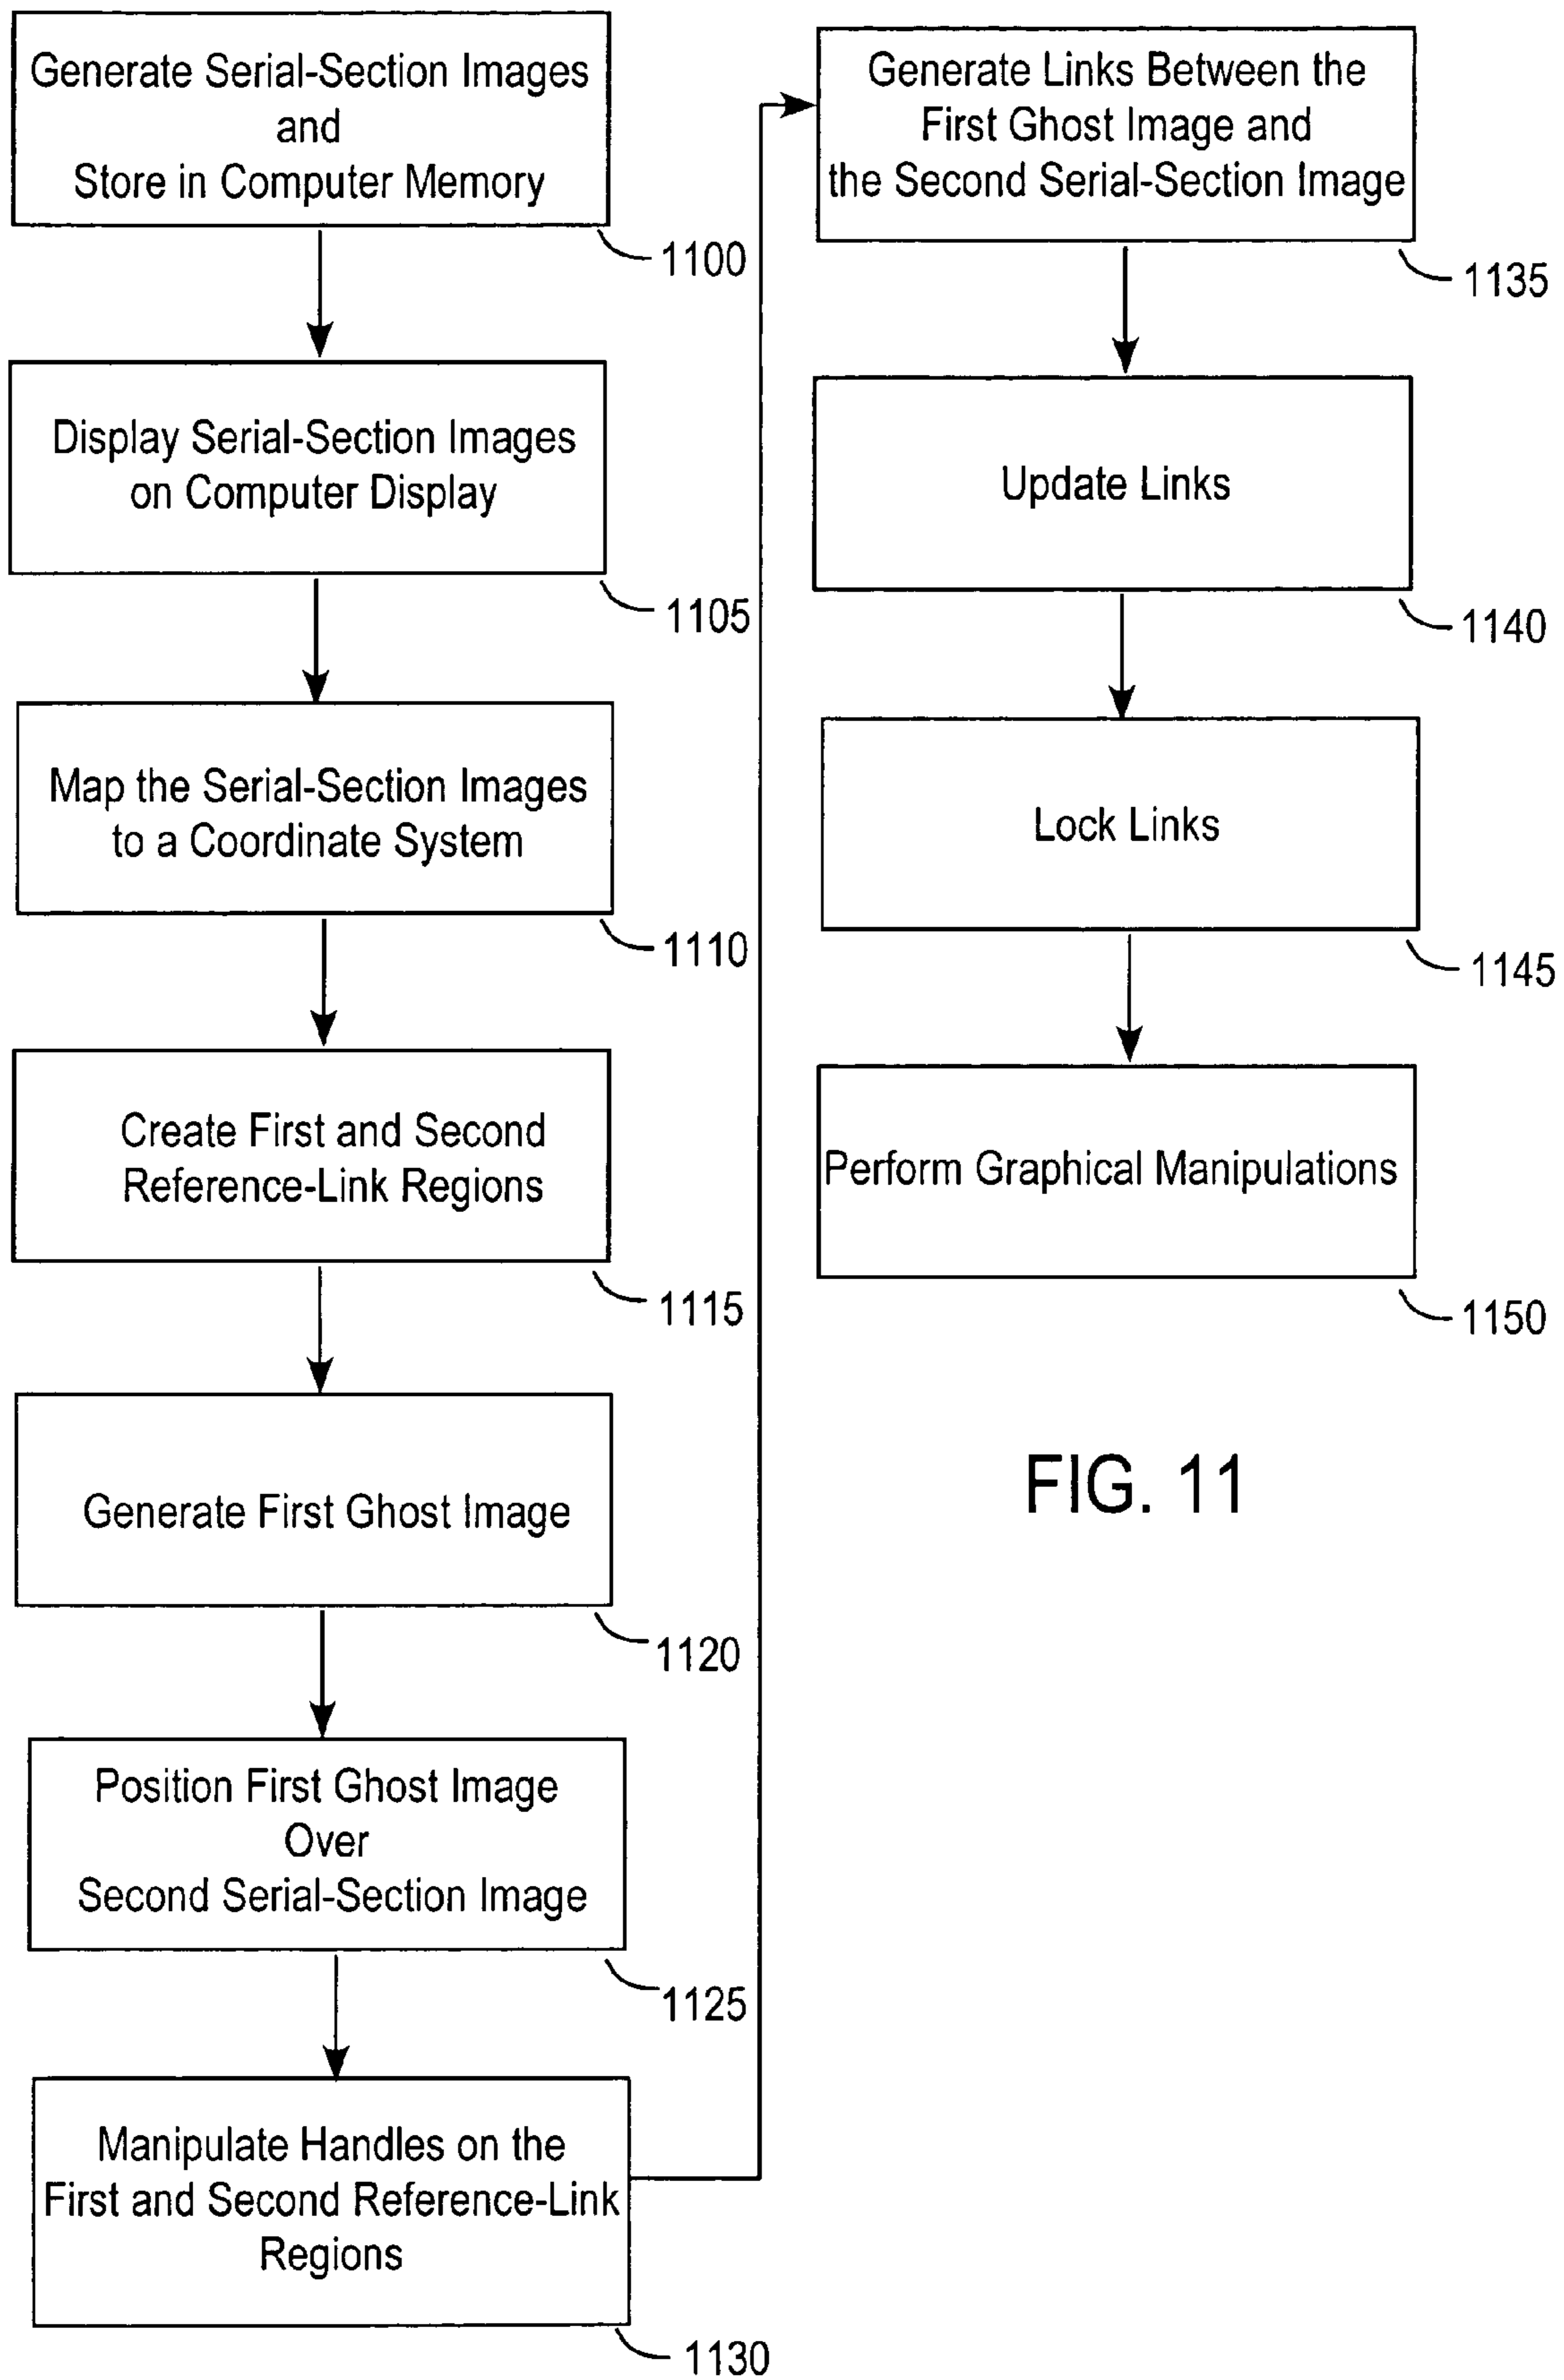 Generate Serial-Section Images
and
Store in Computer Memory
1100
Display Serial-Section Images
on Computer Display
1105
Map the Serial-Section Images
to a Coordinate System
1110
Create First and Second
Reference-Link Regions
1115
Generate First Ghost Image
1120
Position First Ghost Image
Over
Second Serial-Section Image
1125
Manipulate Handles on the
First and Second Reference-Link
Regions
1130
Generate Links Between the
First Ghost Image and
the Second Serial-Section Image
1135
Update Links
1140
Lock Links
1145
Perform Graphical Manipulations
1150
FIG. 11